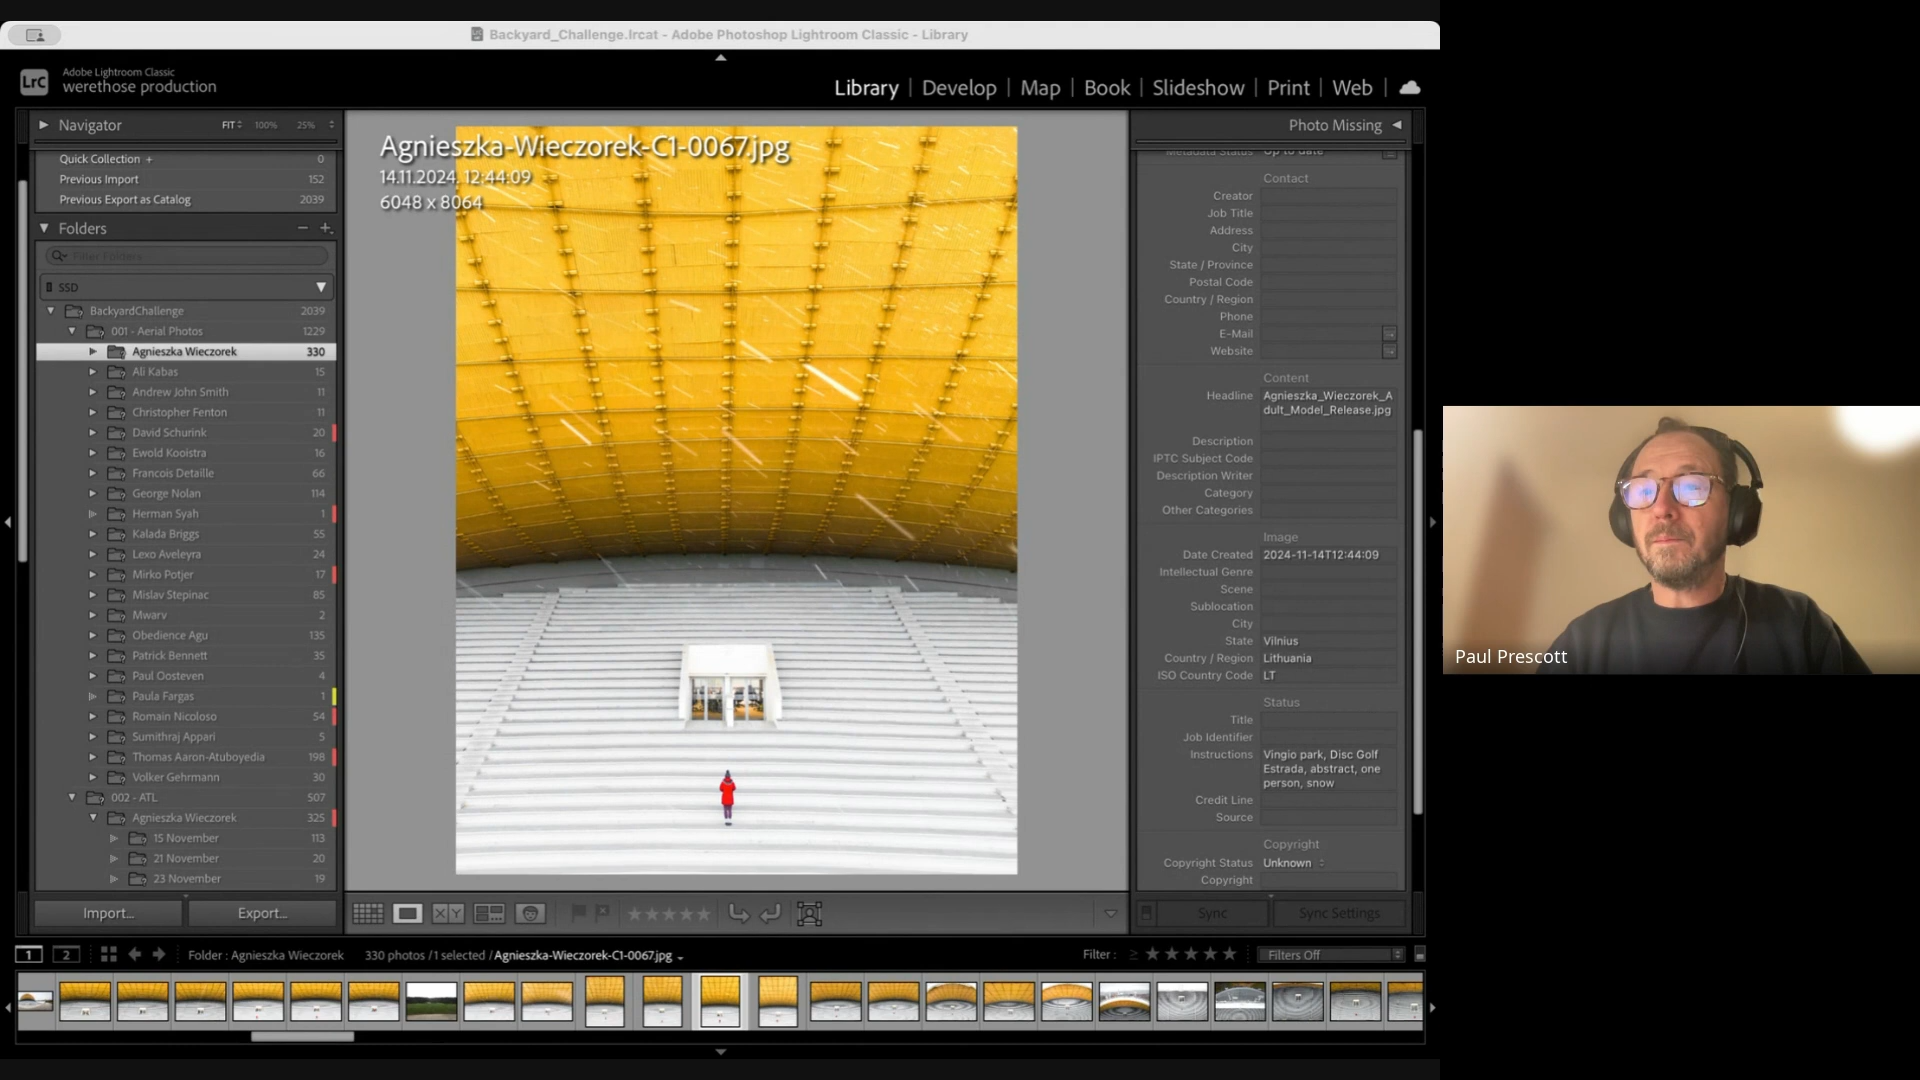 Backyard_Challenge.lrcat - Adobe Photoshop Lightroom Classic - Library
LrC
Adobe Lightroom Classic
werethose production
Library | Develop | Map | Book | Slideshow | Print | Web
Navigator FIT 100% 25%
Quick Collection + 0
Previous Import 152
Previous Export as Catalog 2039
Folders
Filter Folders
SSD
BackyardChallenge 2039
001 - Aerial Photos 1229
Agnieszka Wieczorek 330
Ali Kabas 15
Andrew John Smith 11
Christopher Fenton 11
David Schurink 20
Ewold Kooistra 16
Francois Detaille 66
George Nolan 114
Herman Syah 1
Kalada Briggs 55
Lexo Aveleyra 24
Mirko Potjer 17
Mislav Stepinac 85
Mwarv 2
Obedience Agu 135
Patrick Bennett 35
Paul Oosteven 4
Paula Fargas 1
Romain Nicoloso 54
Sumithraj Appari 5
Thomas Aaron-Atuboyedia 198
Volker Gehrmann 30
002 - ATL 507
Agnieszka Wieczorek 325
15 November 113
21 November 20
23 November 19
Import... Export...
Agnieszka-Wieczorek-C1-0067.jpg
14.11.2024. 12:44:09
6048 x 8064
X Y
Photo Missing
Metadata Status Up to date
Contact
Creator
Job Title
Address
City
State / Province
Postal Code
Country / Region
Phone
E-Mail
Website
Content
Headline Agnieszka_Wieczorek_A
dult_Model_Release.jpg
Description
IPTC Subject Code
Description Writer
Category
Other Categories
Image
Date Created 2024-11-14T12:44:09
Intellectual Genre
Scene
Sublocation
City
State Vilnius
Country / Region Lithuania
ISO Country Code LT
Status
Title
Job Identifier
Instructions Vingio park, Disc Golf
Estrada, abstract, one
person, snow
Credit Line
Source
Copyright
Copyright Status Unknown
Copyright
Sync Sync Settings
1 2 Folder : Agnieszka Wieczorek 330 photos /1 selected /Agnieszka-Wieczorek-C1-0067.jpg
Filter : ≥ ★★★★★ Filters Off
Paul Prescott